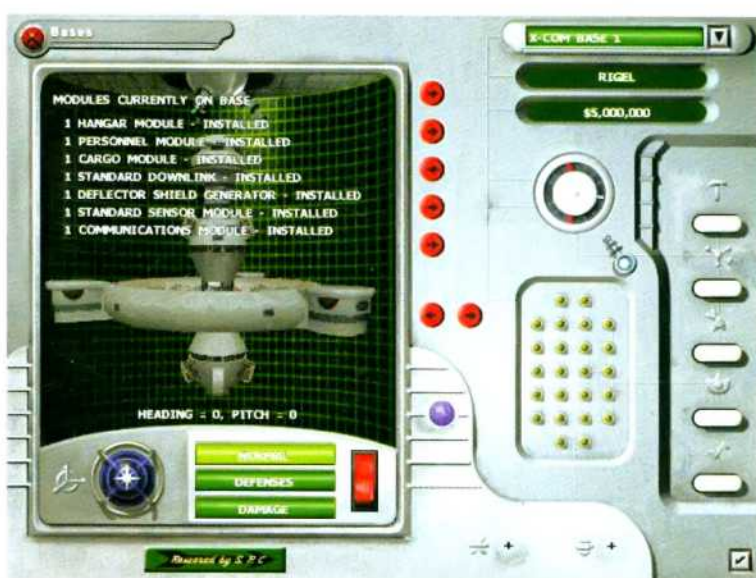 Bases
X-COM BASE 1
RIGEL
$5,000,000
MODULES CURRENTLY ON BASE
1 HANGAR MODULE - INSTALLED
1 PERSONNEL MODULE - INSTALLED
1 CARGO MODULE - INSTALLED
1 STANDARD DOWNLINK - INSTALLED
1 DEFLECTOR SHIELD GENERATOR - INSTALLED
1 STANDARD SENSOR MODULE - INSTALLED
1 COMMUNICATIONS MODULE - INSTALLED
HEADING = 0, PITCH = 0
NORMAL
DEFENSES
DAMAGE
by S.P.C